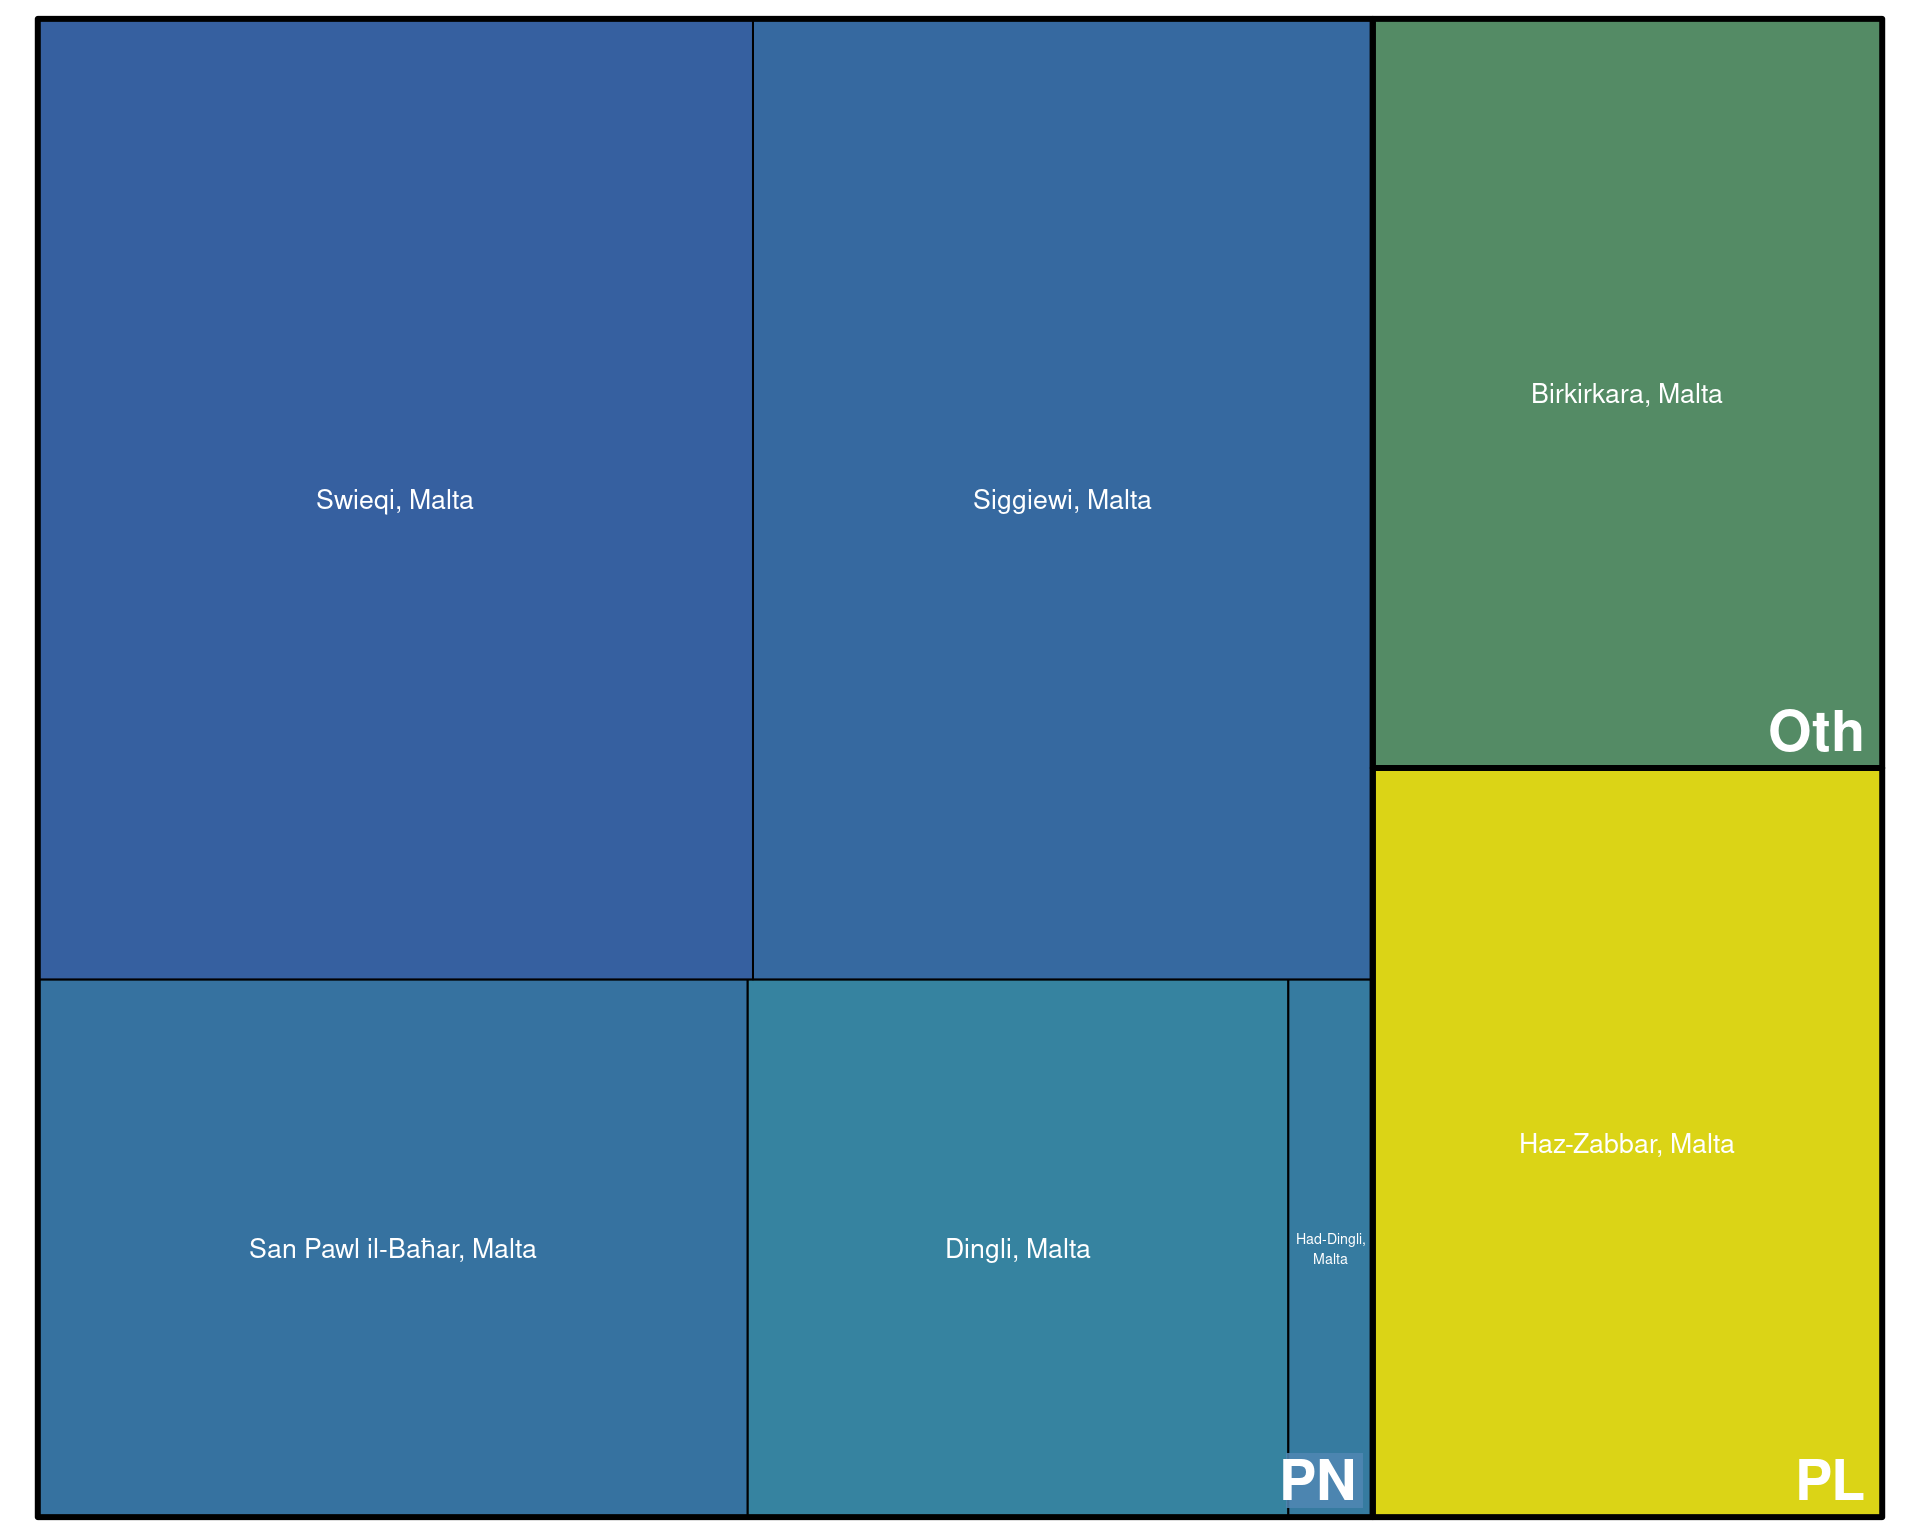 Swieqi, Malta
Siggiewi, Malta
Birkirkara, Malta
Oth
San Pawl il-Baħar, Malta
Dingli, Malta
Had-Dingli,
Malta
PN
Haz-Zabbar, Malta
PL